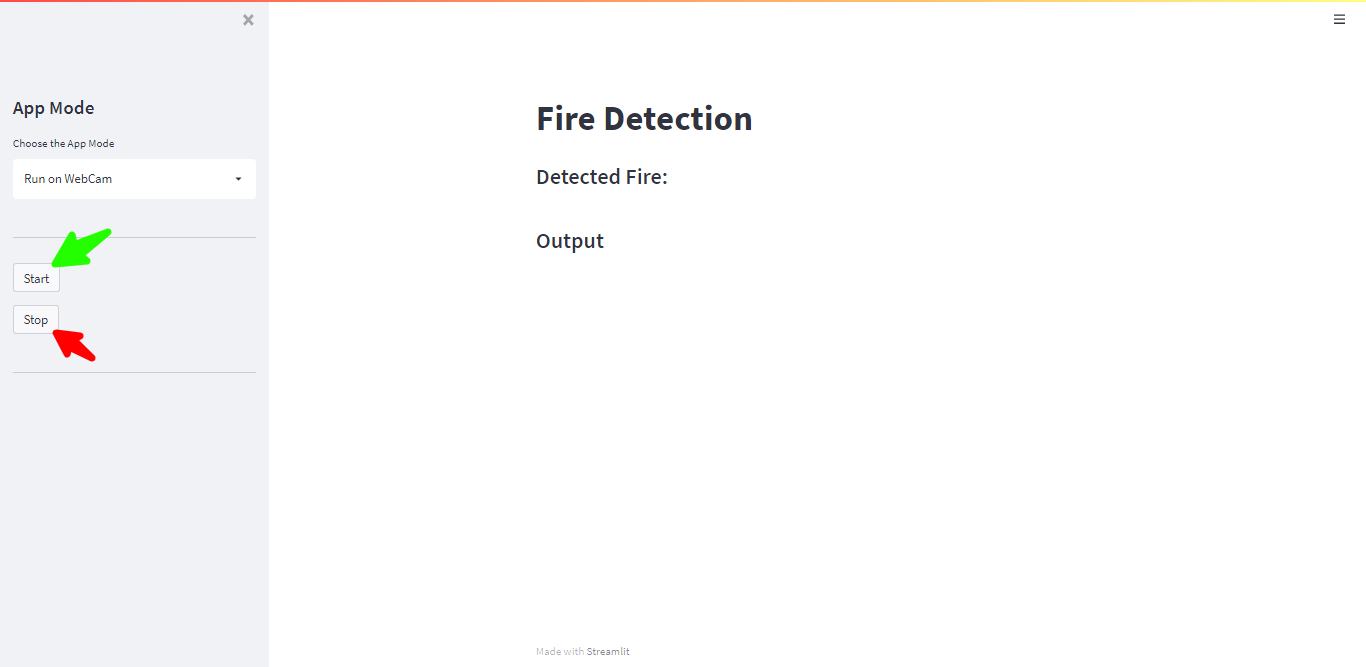 App Mode
Choose the App Mode
Run on WebCam
Start
Stop
Fire Detection
Detected Fire:
Output
Made with Streamlit